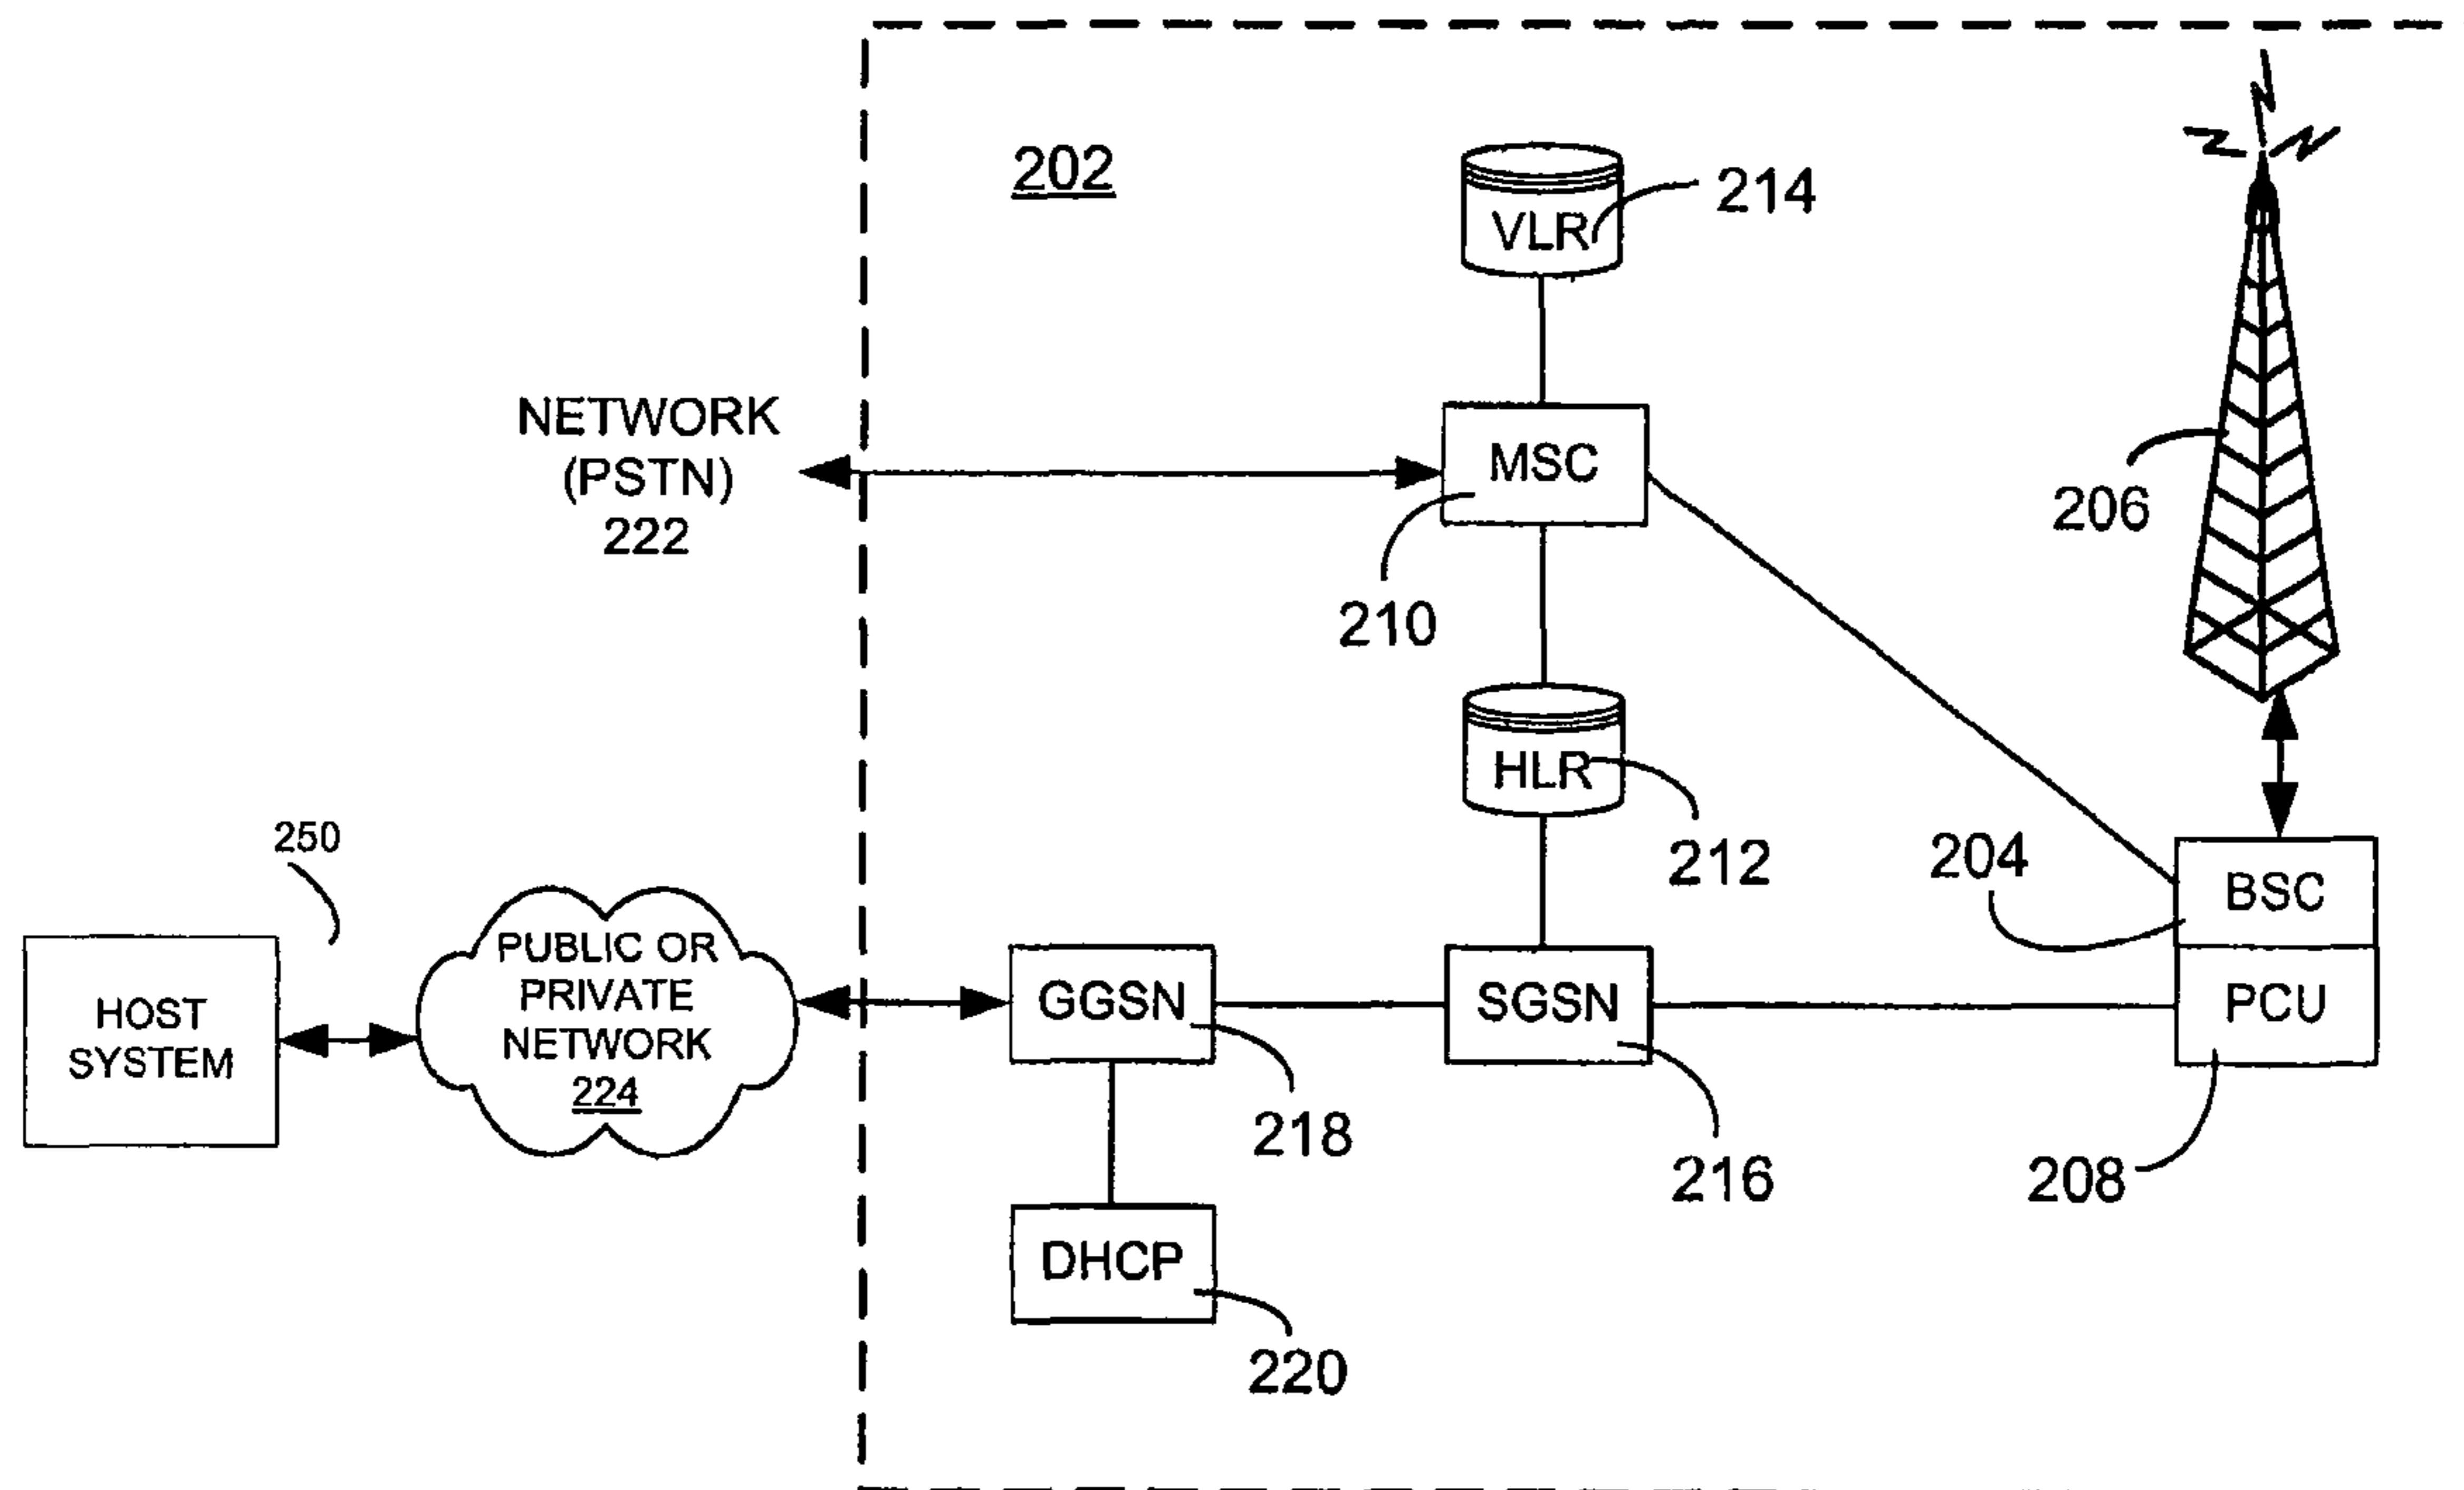 202
VLR
214
NETWORK
(PSTN)
222
MSC
210
206
HLR
212
250
204
BSC
HOST
SYSTEM
PUBLIC OR
PRIVATE
NETWORK
224
GGSN
218
SGSN
216
PCU
208
DHCP
220